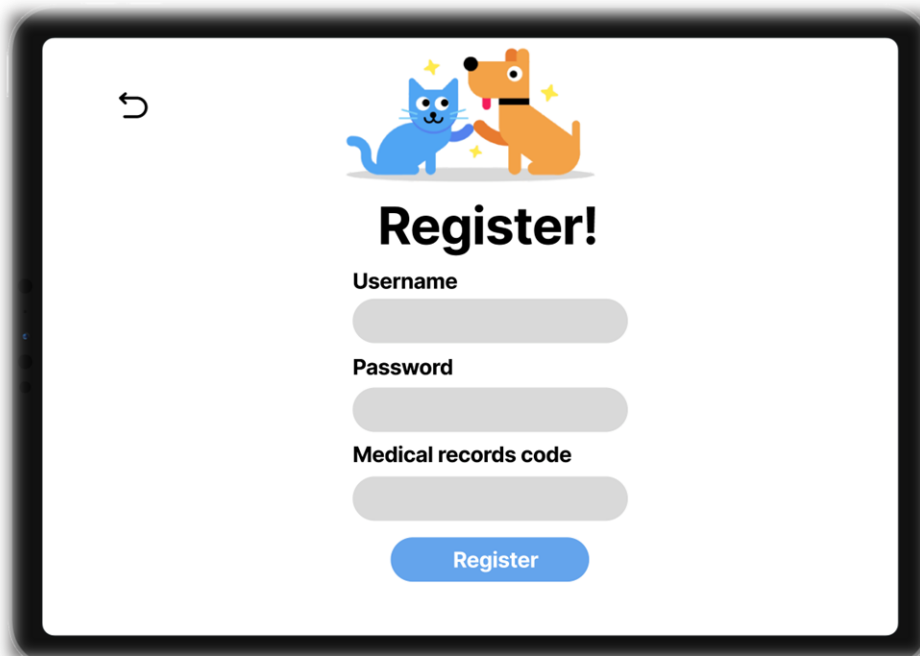 Register!
Username
Password
Medical records code
Register